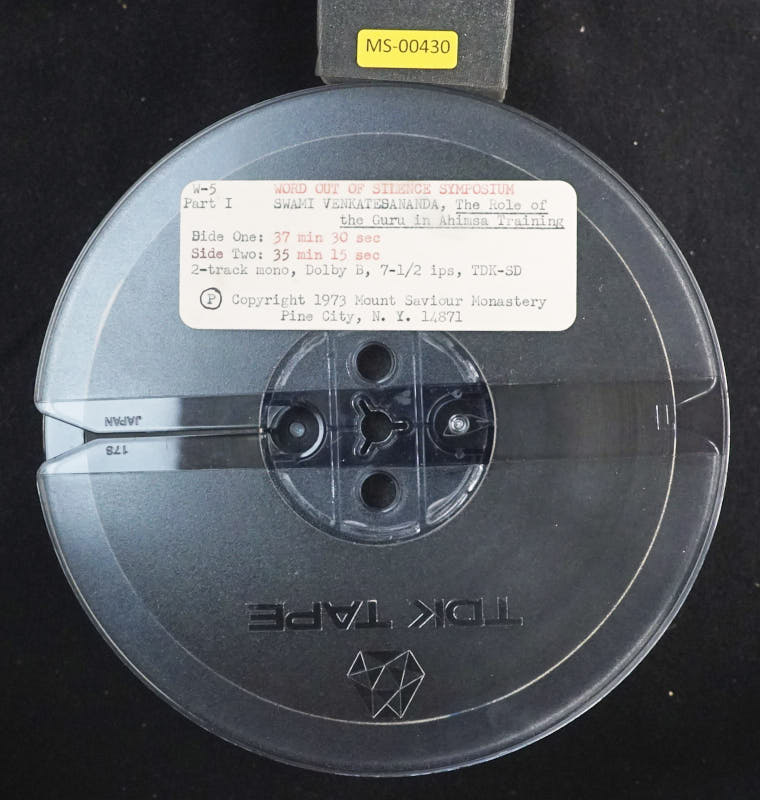 MS-00430
W-5 WORD OUT OF SILENCE SYMPOSIUM
Part I SWAMI VENKATESANANDA, The Role of
the Guru in Ahimsa Training
Side One: 37 min 30 sec
Side Two: 35 min 15 sec
2-track mono, Dolby B, 7-1/2 ips, TDK-SD
Ⓟ Copyright 1973 Mount Saviour Monastery
Pine City, N. Y. 14871
JAPAN
178
TDK TAPE